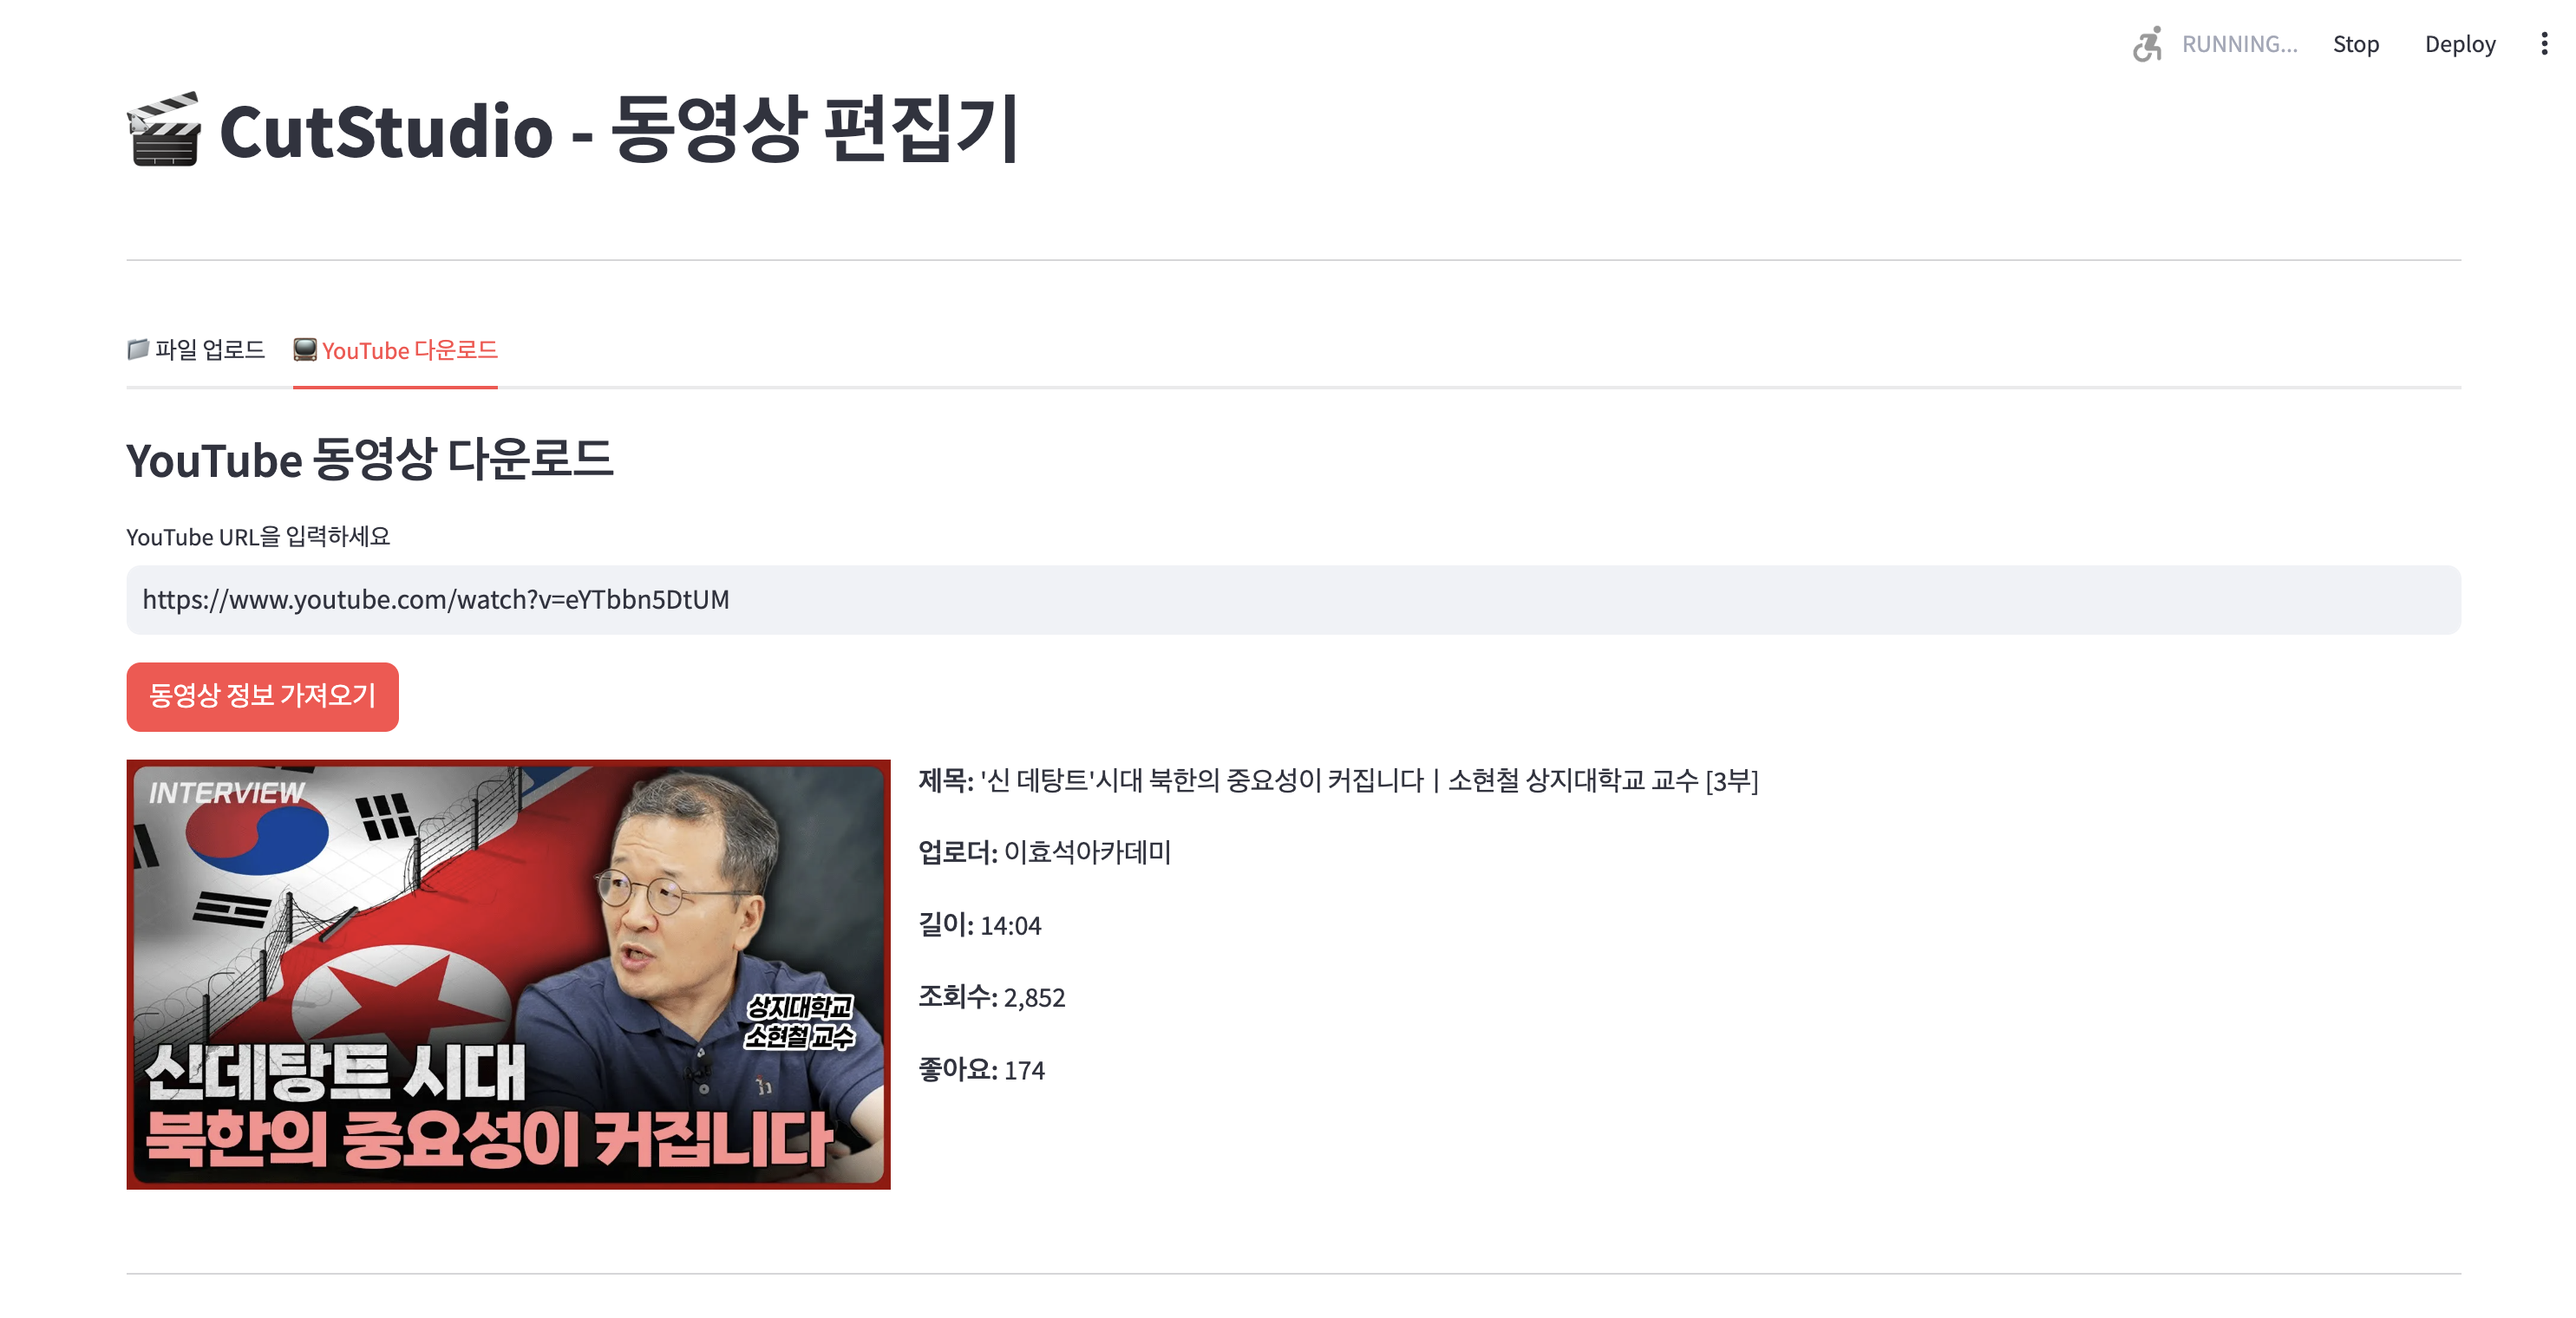 RUNNING...
Stop
Deploy
CutStudio - 동영상 편집기
파일 업로드
YouTube 다운로드
YouTube 동영상 다운로드
YouTube URL을 입력하세요
https://www.youtube.com/watch?v=eYTbbn5DtUM
동영상 정보 가져오기
INTERVIEW
상지대학교
소현철 교수
신데탕트 시대
북한의 중요성이 커집니다
제목: '신 데탕트'시대 북한의 중요성이 커집니다 | 소현철 상지대학교 교수 [3부]
업로더: 이효석아카데미
길이: 14:04
조회수: 2,852
좋아요: 174